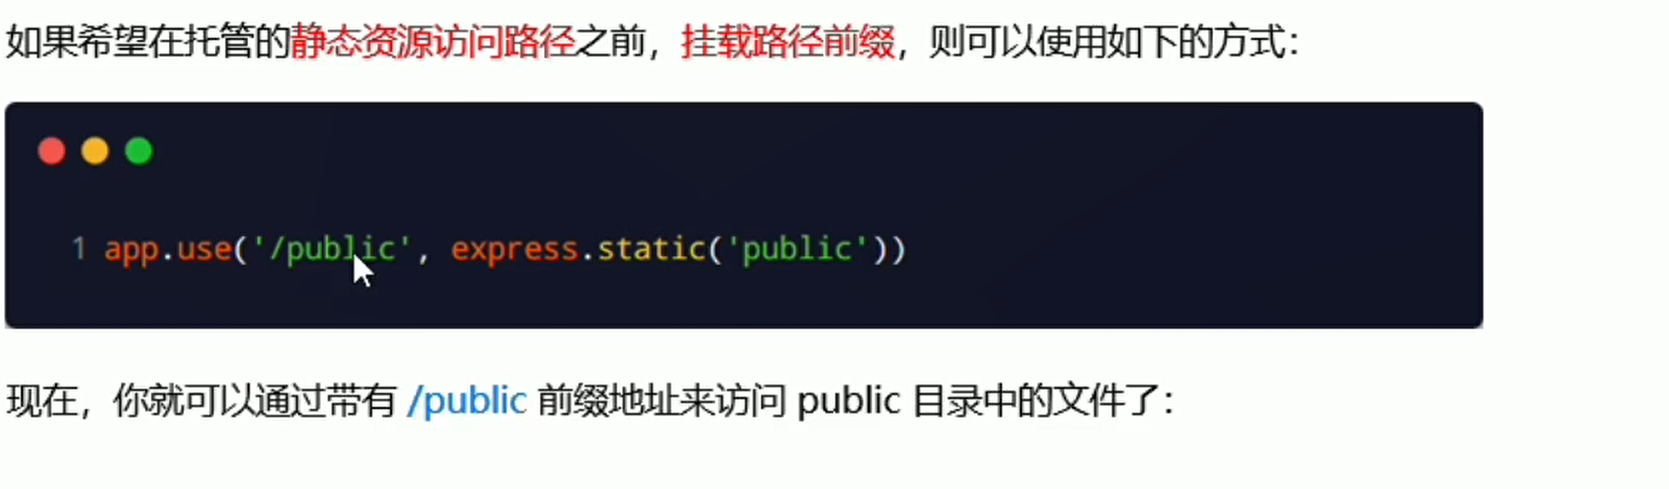 如果希望在托管的静态资源访问路径之前，挂载路径前缀，则可以使用如下的方式：
1 app.use('/public', express.static('public'))
现在，你就可以通过带有 /public 前缀地址来访问 public 目录中的文件了：